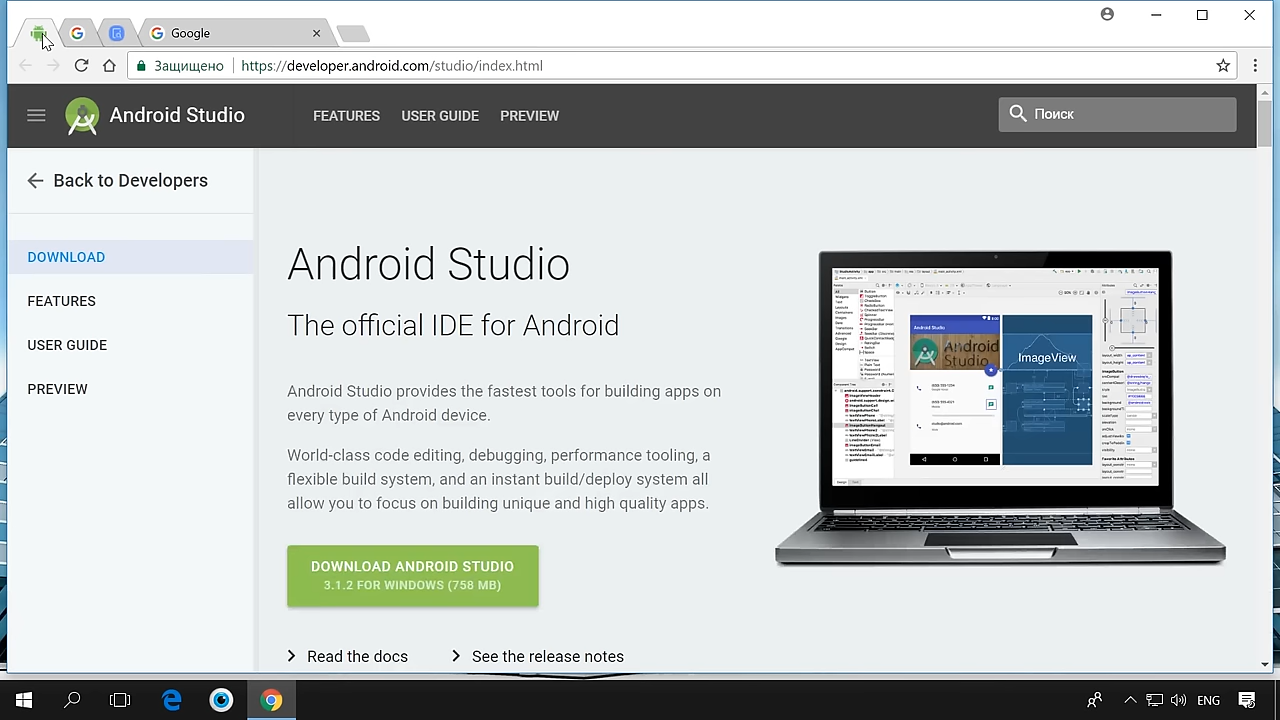 Google
Защищено
https://developer.android.com/studio/index.html
Android Studio
FEATURES
USER GUIDE
PREVIEW
Поиск
Back to Developers
DOWNLOAD
FEATURES
USER GUIDE
PREVIEW
Android Studio
The official IDE for Android
Android Studio provides the fastest tools for building apps on
every type of Android device.
World-class code editing, debugging, performance tooling, a
flexible build system, and an instant build/deploy system all
allow you to focus on building unique and high quality apps.
DOWNLOAD ANDROID STUDIO
3.1.2 FOR WINDOWS (758 MB)
Read the docs
See the release notes
Android Studio
Android
Studio
ImageView
ENG